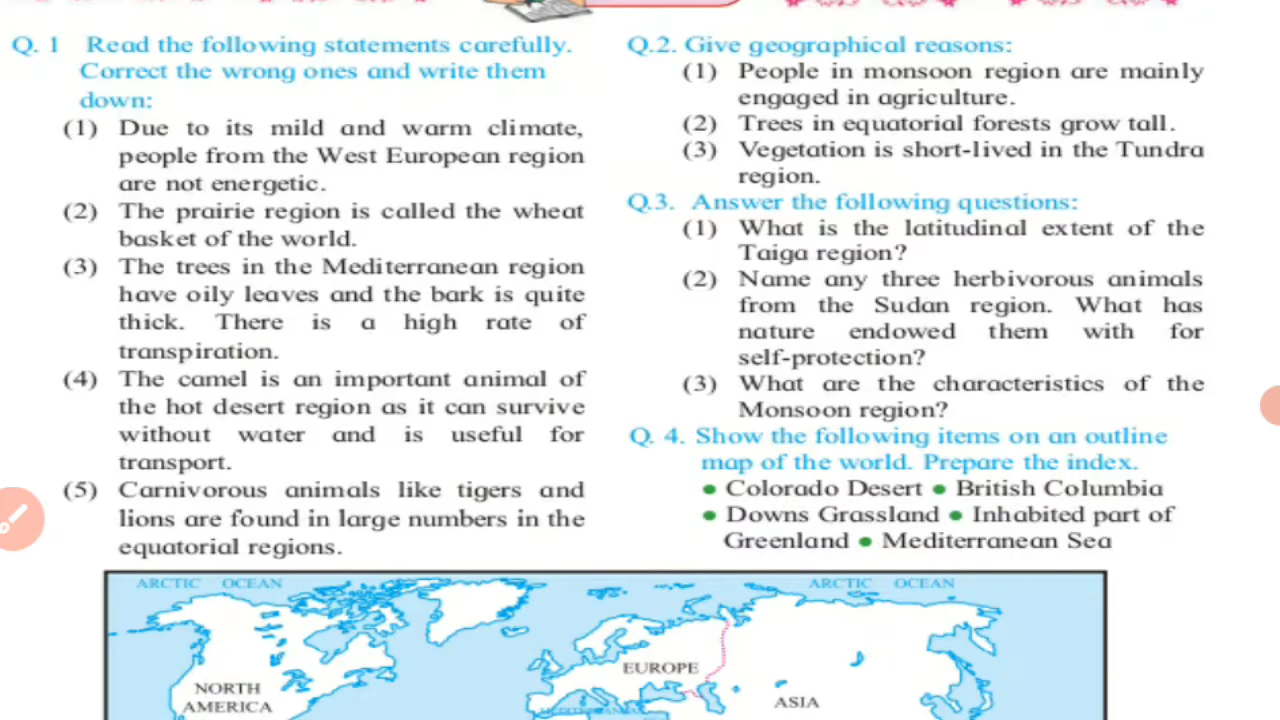 Q. 1 Read the following statements carefully.
Correct the wrong ones and write them
down:
(1) Due to its mild and warm climate,
people from the West European region
are not energetic.
(2) The prairie region is called the wheat
basket of the world.
(3) The trees in the Mediterranean region
have oily leaves and the bark is quite
thick. There is a high rate of
transpiration.
(4) The camel is an important animal of
the hot desert region as it can survive
without water and is useful for
transport.
(5) Carnivorous animals like tigers and
lions are found in large numbers in the
equatorial regions.
Q.2. Give geographical reasons:
(1) People in monsoon region are mainly
engaged in agriculture.
(2) Trees in equatorial forests grow tall.
(3) Vegetation is short-lived in the Tundra
region.
Q.3. Answer the following questions:
(1) What is the latitudinal extent of the
Taiga region?
(2) Name any three herbivorous animals
from the Sudan region. What has
nature endowed them with for
self-protection?
(3) What are the characteristics of the
Monsoon region?
Q. 4. Show the following items on an outline
map of the world. Prepare the index.
• Colorado Desert • British Columbia
• Downs Grassland • Inhabited part of
Greenland • Mediterranean Sea
ARCTIC OCEAN
ARCTIC OCEAN
EUROPE
NORTH
AMERICA
ASIA